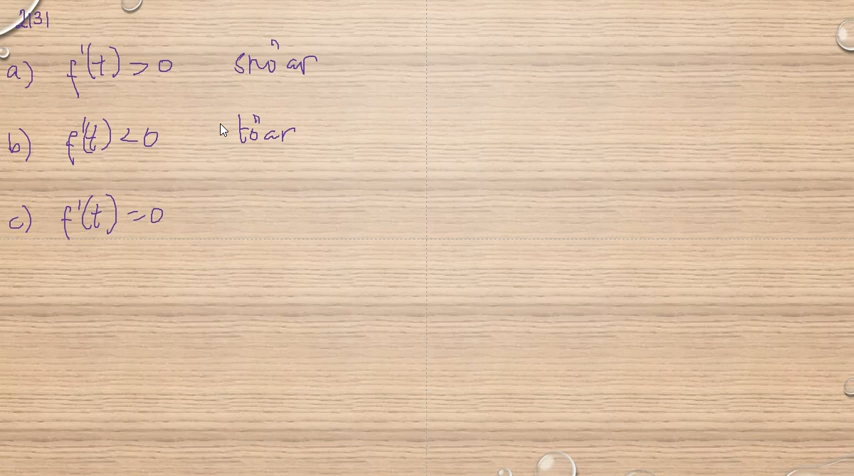 2131
a) f'(t) > 0 snöar
b) f'(t) < 0 töar
c) f'(t) = 0